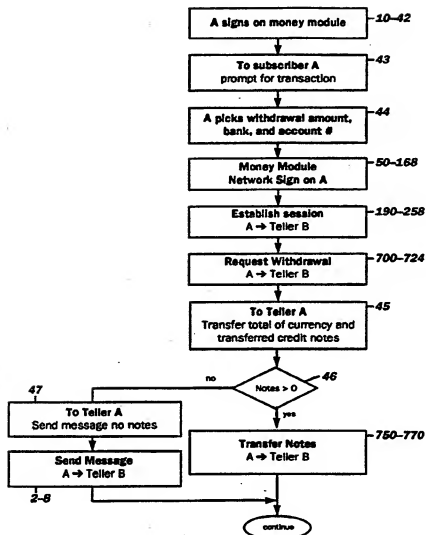 A signs on money module
10–42
To subscriber A
prompt for transaction
43
A picks withdrawal amount,
bank, and account #
44
Money Module
Network Sign on A
50–168
Establish session
A → Teller B
190–258
Request Withdrawal
A → Teller B
700–724
To Teller A
Transfer total of currency and
transferred credit notes
45
Notes > 0
46
no
yes
47
To Teller A
Send message no notes
Send Message
A → Teller B
2–8
Transfer Notes
A → Teller B
750–770
continue